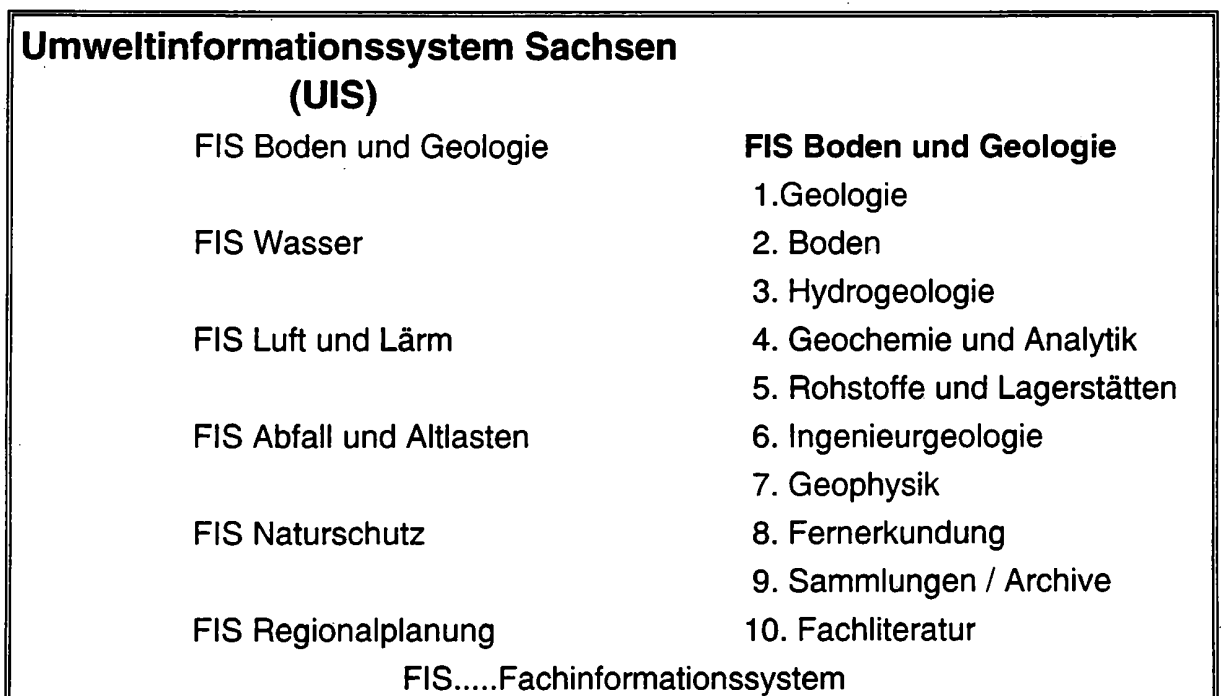 Umweltinformationssystem Sachsen
(UIS)
FIS Boden und Geologie
FIS Wasser
FIS Luft und Lärm
FIS Abfall und Altlasten
FIS Naturschutz
FIS Regionalplanung
FIS Boden und Geologie
1.Geologie
2. Boden
3. Hydrogeologie
4. Geochemie und Analytik
5. Rohstoffe und Lagerstätten
6. Ingenieurgeologie
7. Geophysik
8. Fernerkundung
9. Sammlungen / Archive
10. Fachliteratur
FIS.....Fachinformationssystem